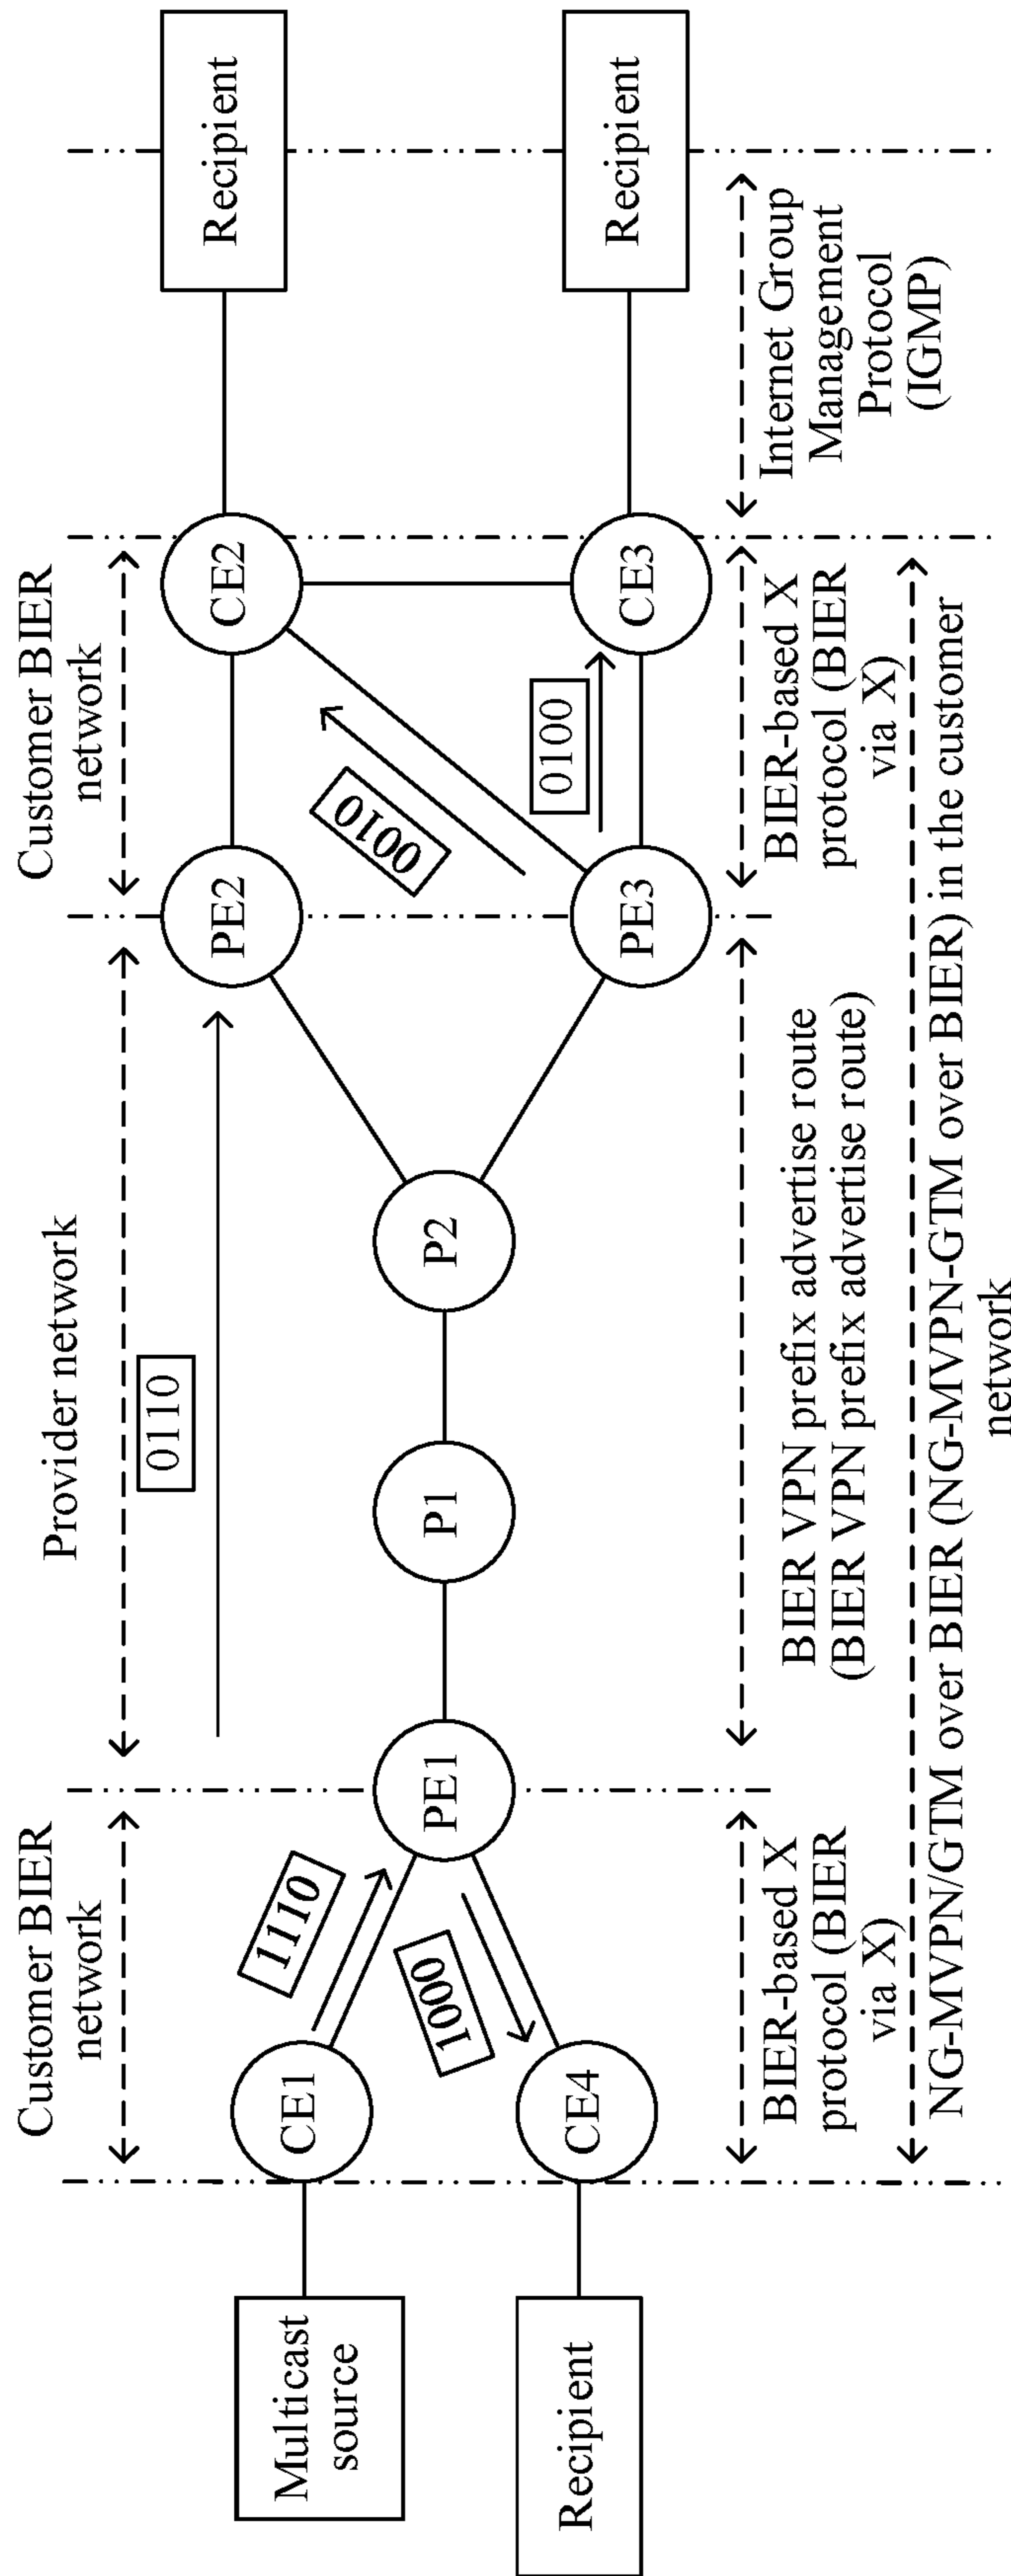 Customer BIER
network
Provider network
Customer BIER
network
0110
Multicast
source
CE1
1110
PE1
P1
P2
PE2
CE2
Recipient
0010
1000
0100
Recipient
CE4
PE3
CE3
Recipient
BIER-based X
protocol (BIER
via X)
BIER VPN prefix advertise route
(BIER VPN prefix advertise route)
BIER-based X
protocol (BIER
via X)
Internet Group
Management
Protocol
(IGMP)
NG-MVPN/GTM over BIER (NG-MVPN-GTM over BIER) in the customer
network